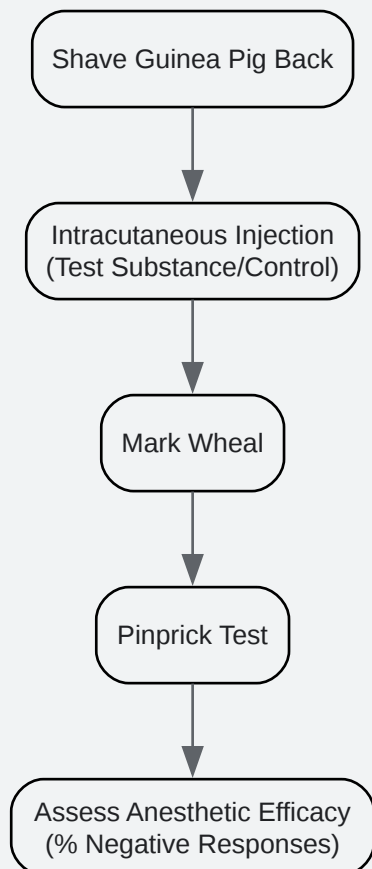 Shave Guinea Pig Back
Intracutaneous Injection
(Test Substance/Control)
Mark Wheal
Pinprick Test
Assess Anesthetic Efficacy
(% Negative Responses)